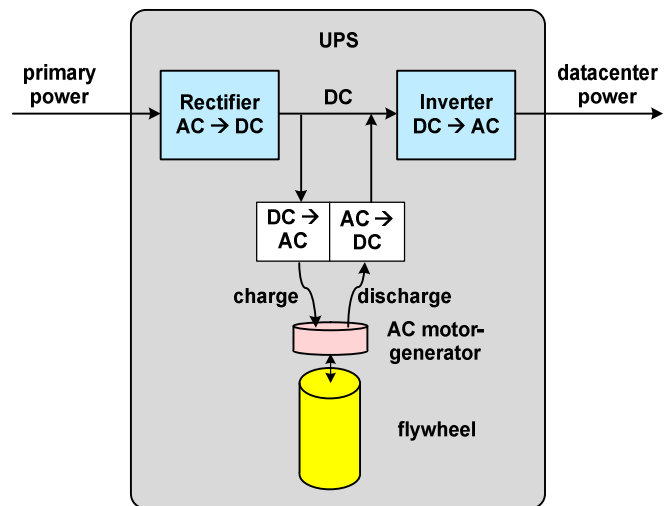 UPS
primary
power
Rectifier
AC → DC
DC
Inverter
DC → AC
datacenter
power
DC →
AC
AC →
DC
charge
discharge
AC motor-
generator
flywheel